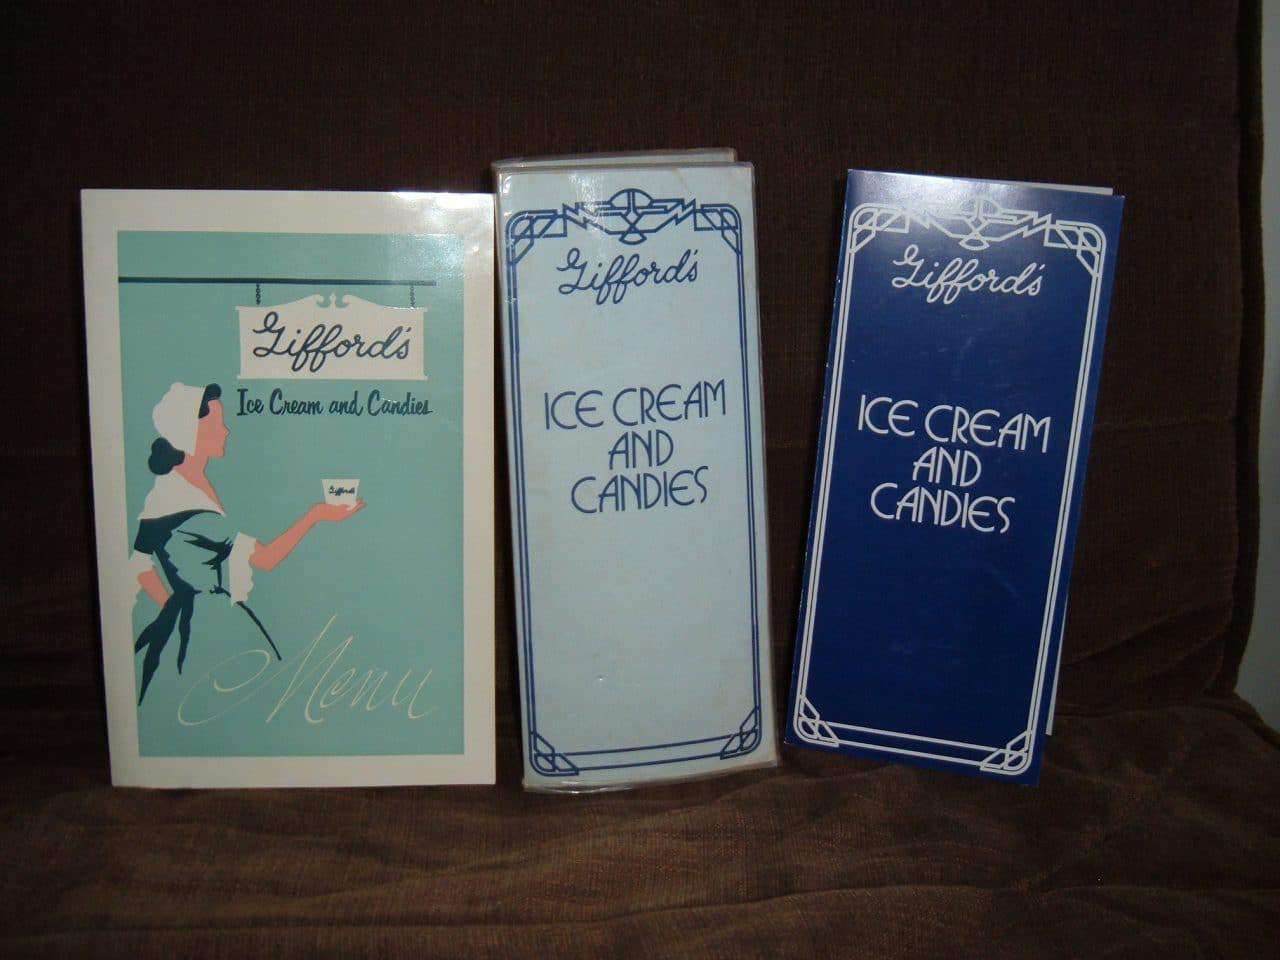 Gifford's
Ice Cream and Candies
Gifford's
Menu
Gifford's
ICE CREAM
AND
CANDIES
Gifford's
ICE CREAM
AND
CANDIES